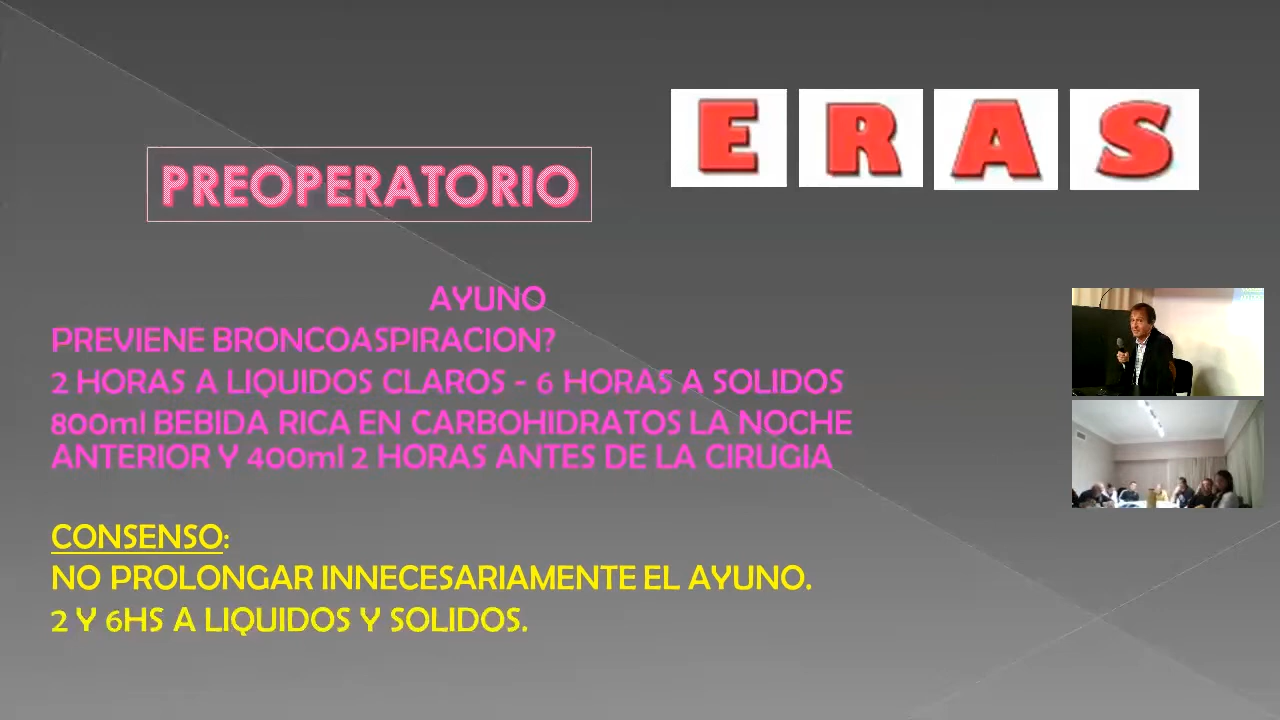 ERAS
PREOPERATORIO
AYUNO
PREVIENE BRONCOASPIRACION?
2 HORAS A LIQUIDOS CLAROS - 6 HORAS A SOLIDOS
800ml BEBIDA RICA EN CARBOHIDRATOS LA NOCHE
ANTERIOR Y 400ml 2 HORAS ANTES DE LA CIRUGIA
CONSENSO:
NO PROLONGAR INNECESARIAMENTE EL AYUNO.
2 Y 6HS A LIQUIDOS Y SOLIDOS.